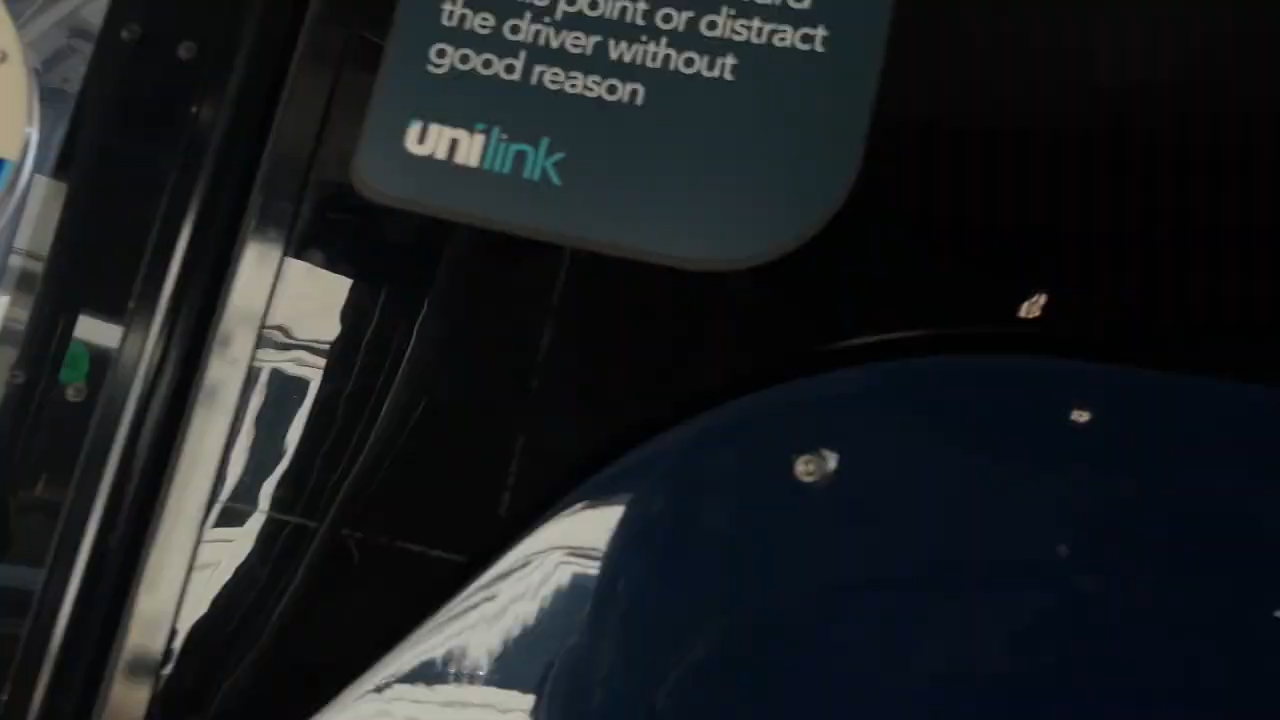 point or distract
the driver without
good reason
unilink